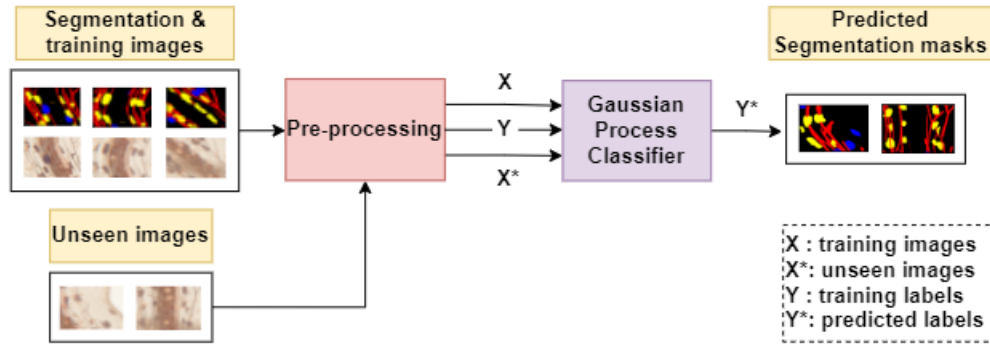 Segmentation &
training images
Unseen images
Pre-processing
X
Y
X*
Gaussian
Process
Classifier
Y*
Predicted
Segmentation masks
X : training images
X*: unseen images
Y : training labels
Y*: predicted labels